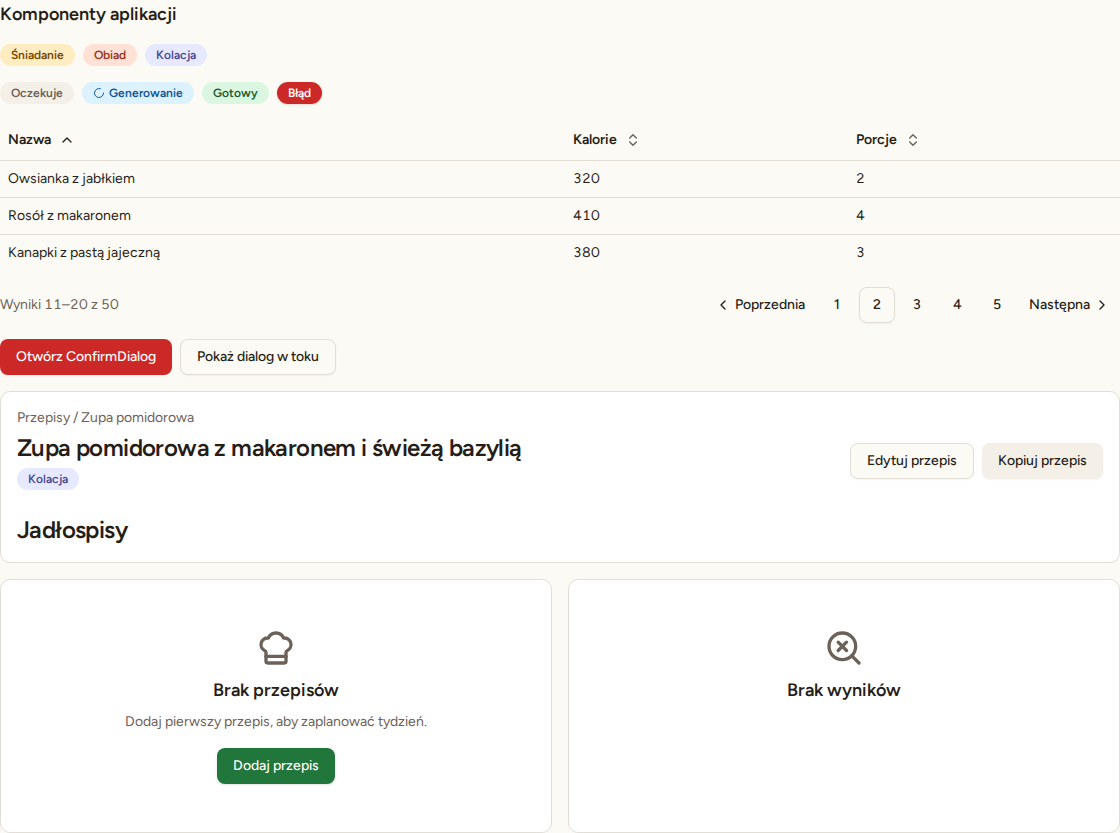 Komponenty aplikacji
Śniadanie Obiad Kolacja
Oczekuje Generowanie Gotowy Błąd
Nazwa Kalorie Porcje
Owsianka z jabłkiem 320 2
Rosół z makaronem 410 4
Kanapki z pastą jajeczną 380 3
Wyniki 11–20 z 50 Poprzednia 1 2 3 4 5 Następna
Otwórz ConfirmDialog Pokaż dialog w toku
Przepisy / Zupa pomidorowa
Zupa pomidorowa z makaronem i świeżą bazylią
Edytuj przepis Kopiuj przepis
Kolacja
Jadłospisy
Brak przepisów
Dodaj pierwszy przepis, aby zaplanować tydzień.
Dodaj przepis
Brak wyników